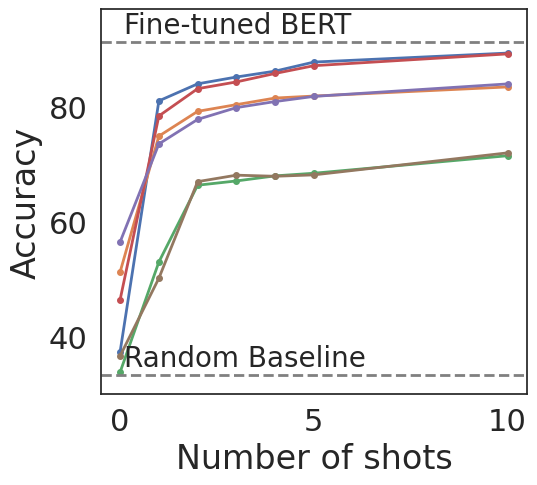 Fine-tuned BERT
80
60
40
Accuracy
Random Baseline
0 5 10
Number of shots